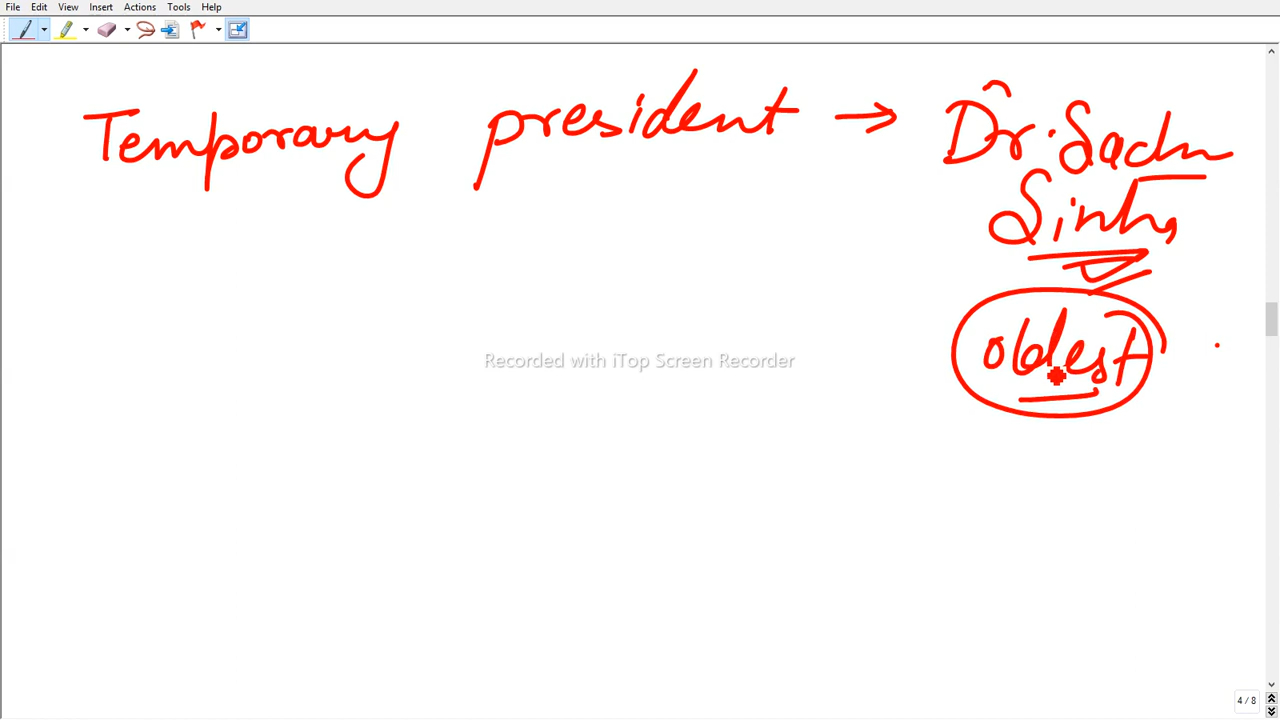 File Edit View Insert Actions Tools Help
Temporary president → Dr. Sachn
Sinha
oldest
Recorded with iTop Screen Recorder
4 / 8